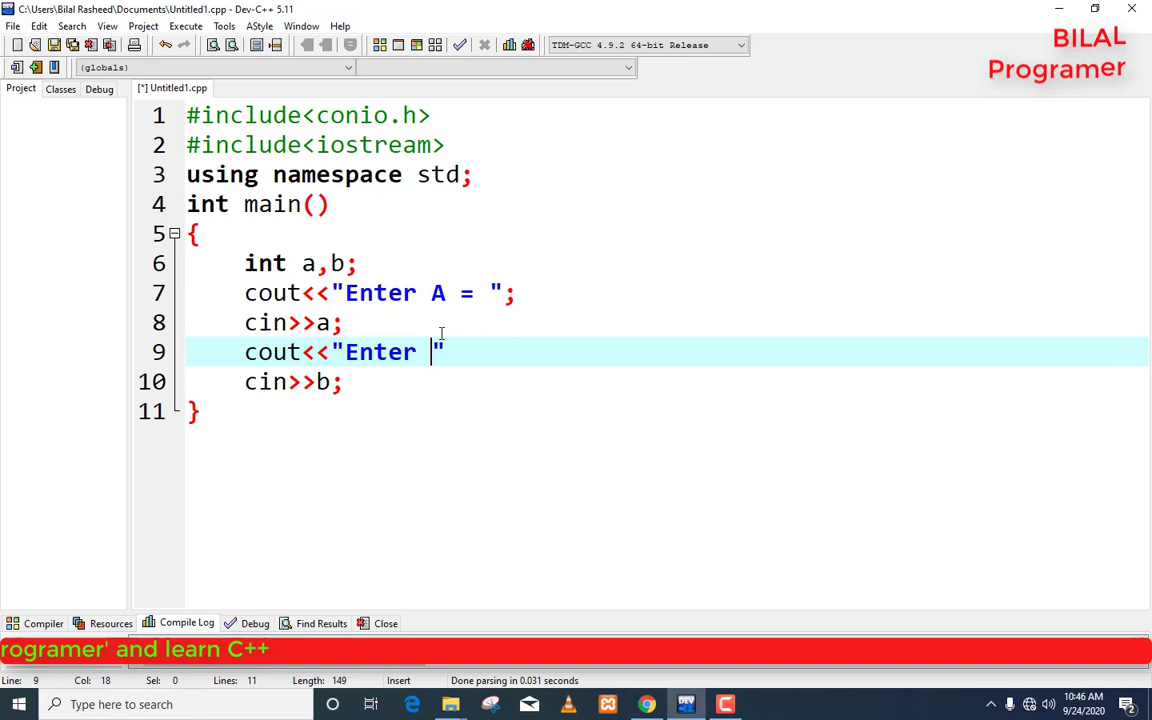 C:\Users\Bilal Rasheed\Documents\Untitled1.cpp - Dev-C++ 5.11
File Edit Search View Project Execute Tools AStyle Window Help
TDM-GCC 4.9.2 64-bit Release
BILAL
Programer
(globals)
Project Classes Debug
[*] Untitled1.cpp
1 #include<conio.h>
2 #include<iostream>
3 using namespace std;
4 int main()
5 {
6 int a,b;
7 cout<<"Enter A = ";
8 cin>>a;
9 cout<<"Enter "
10 cin>>b;
11 }
Compiler Resources Compile Log Debug Find Results Close
rogramer' and learn C++
Line: 9 Col: 18 Sel: 0 Lines: 11 Length: 149 Insert Done parsing in 0.031 seconds
Type here to search
DEV
10:46 AM
9/24/2020
2